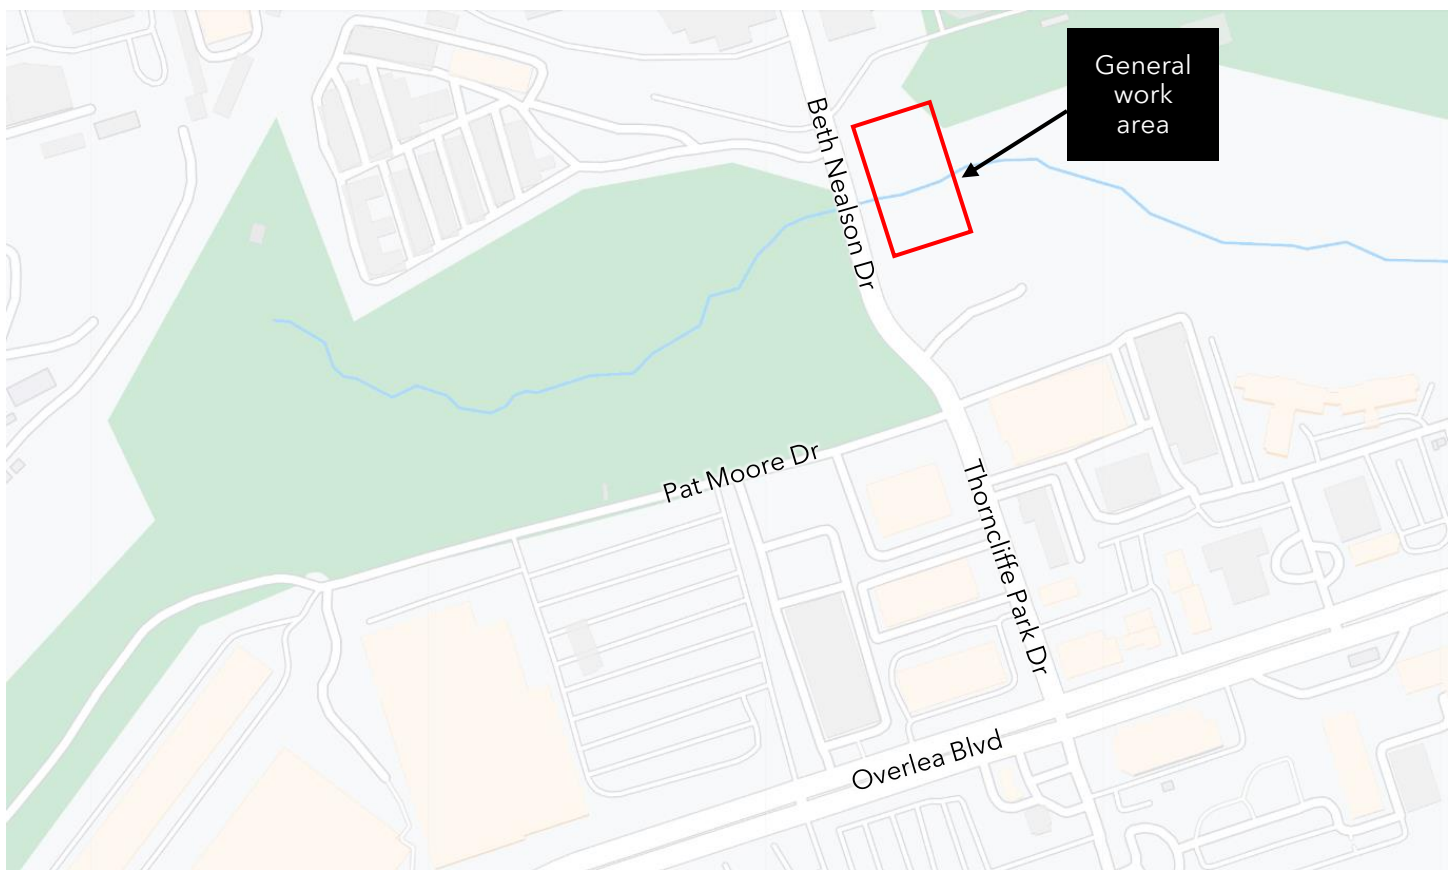 General
work
area
Beth Nealson Dr
Pat Moore Dr
Thorncliffe Park Dr
Overlea Blvd